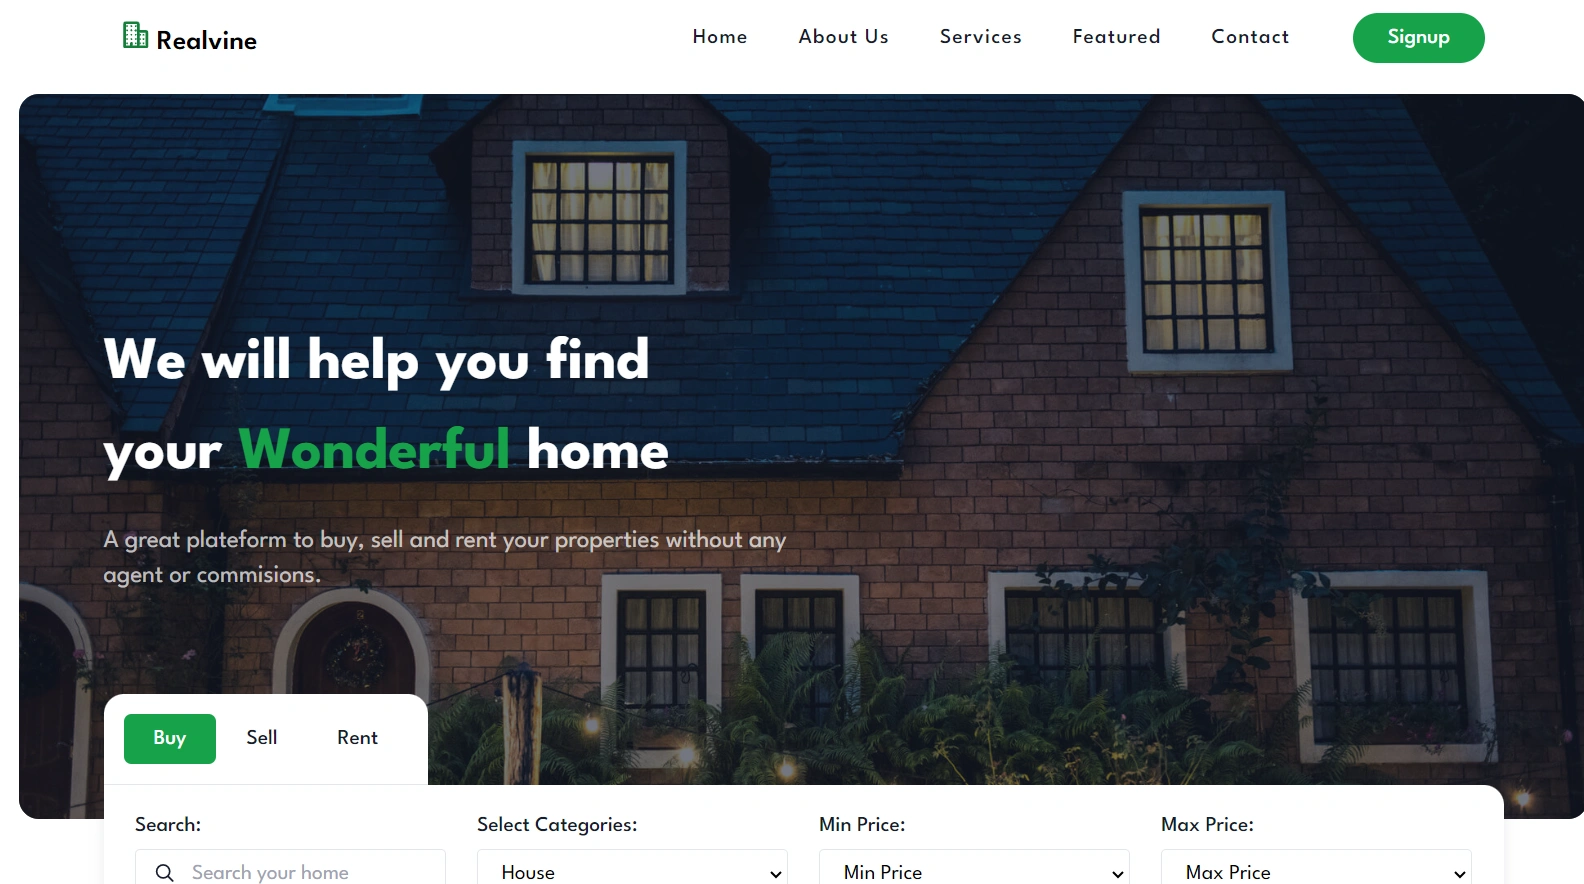 Realvine
Home About Us Services Featured Contact Signup
We will help you find
your Wonderful home
A great plateform to buy, sell and rent your properties without any
agent or commisions.
Buy Sell Rent
Search: Select Categories: Min Price: Max Price:
Search your home House Min Price Max Price